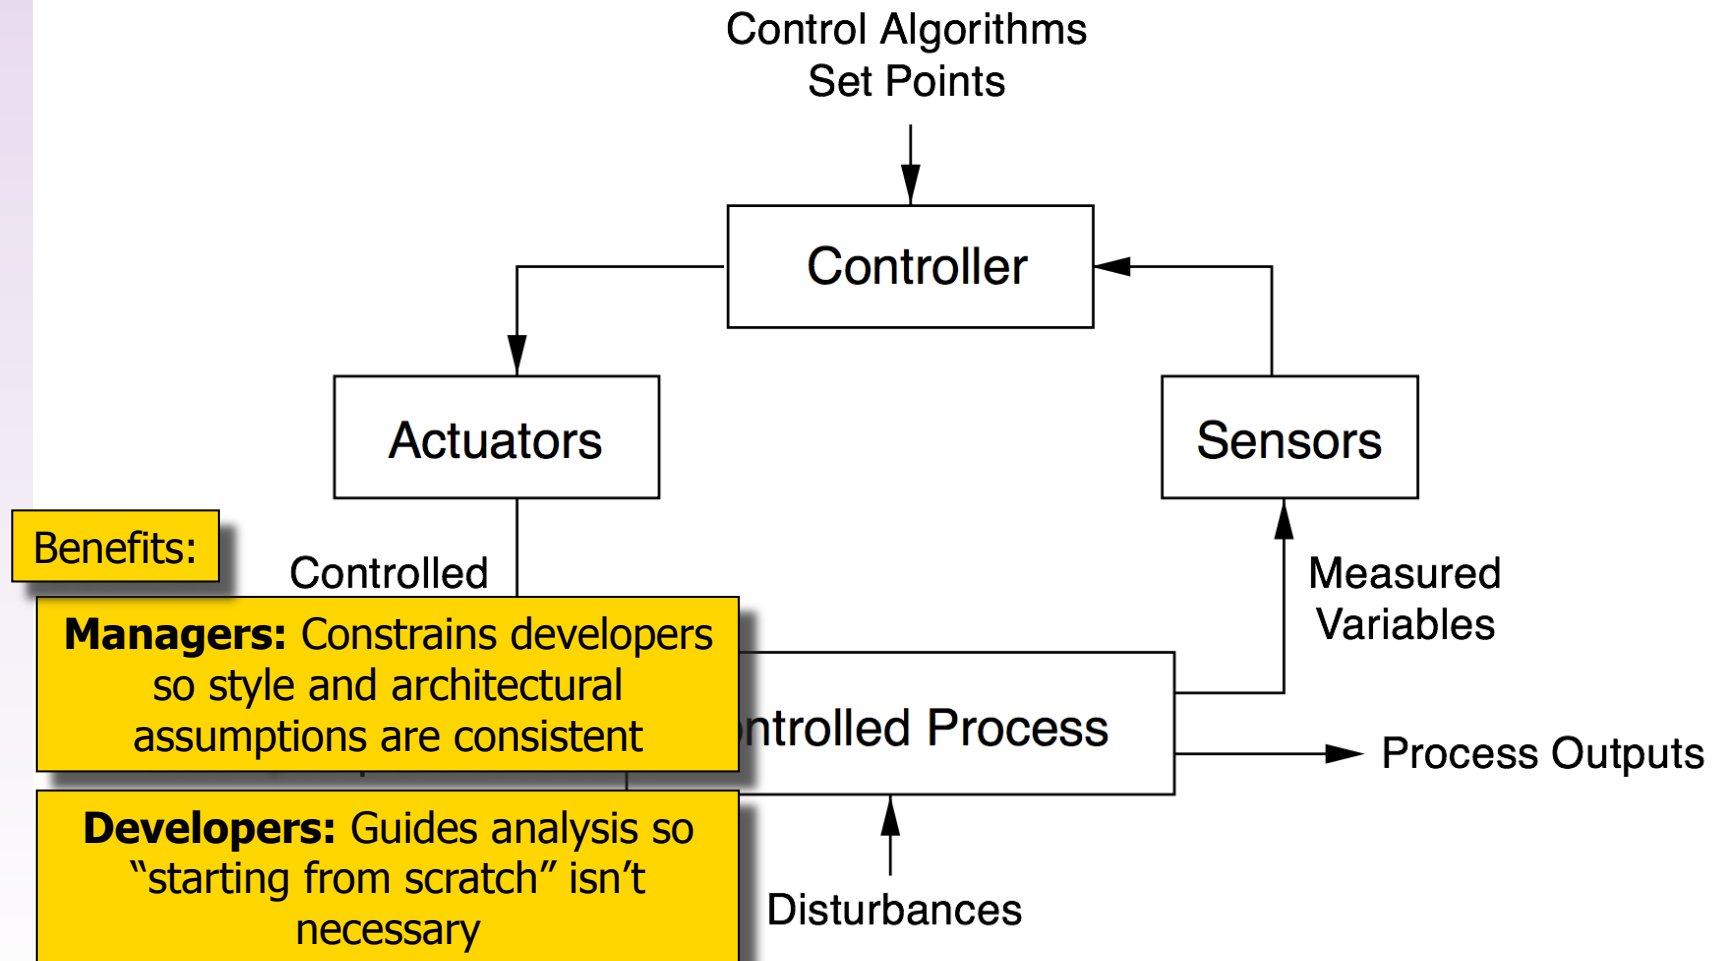 Control Algorithms
Set Points
Controller
Actuators
Sensors
Benefits:
Controlled
Measured
Variables
Managers: Constrains developers
so style and architectural
assumptions are consistent
Process
Process Outputs
Developers: Guides analysis so
“starting from scratch” isn’t
necessary
Disturbances